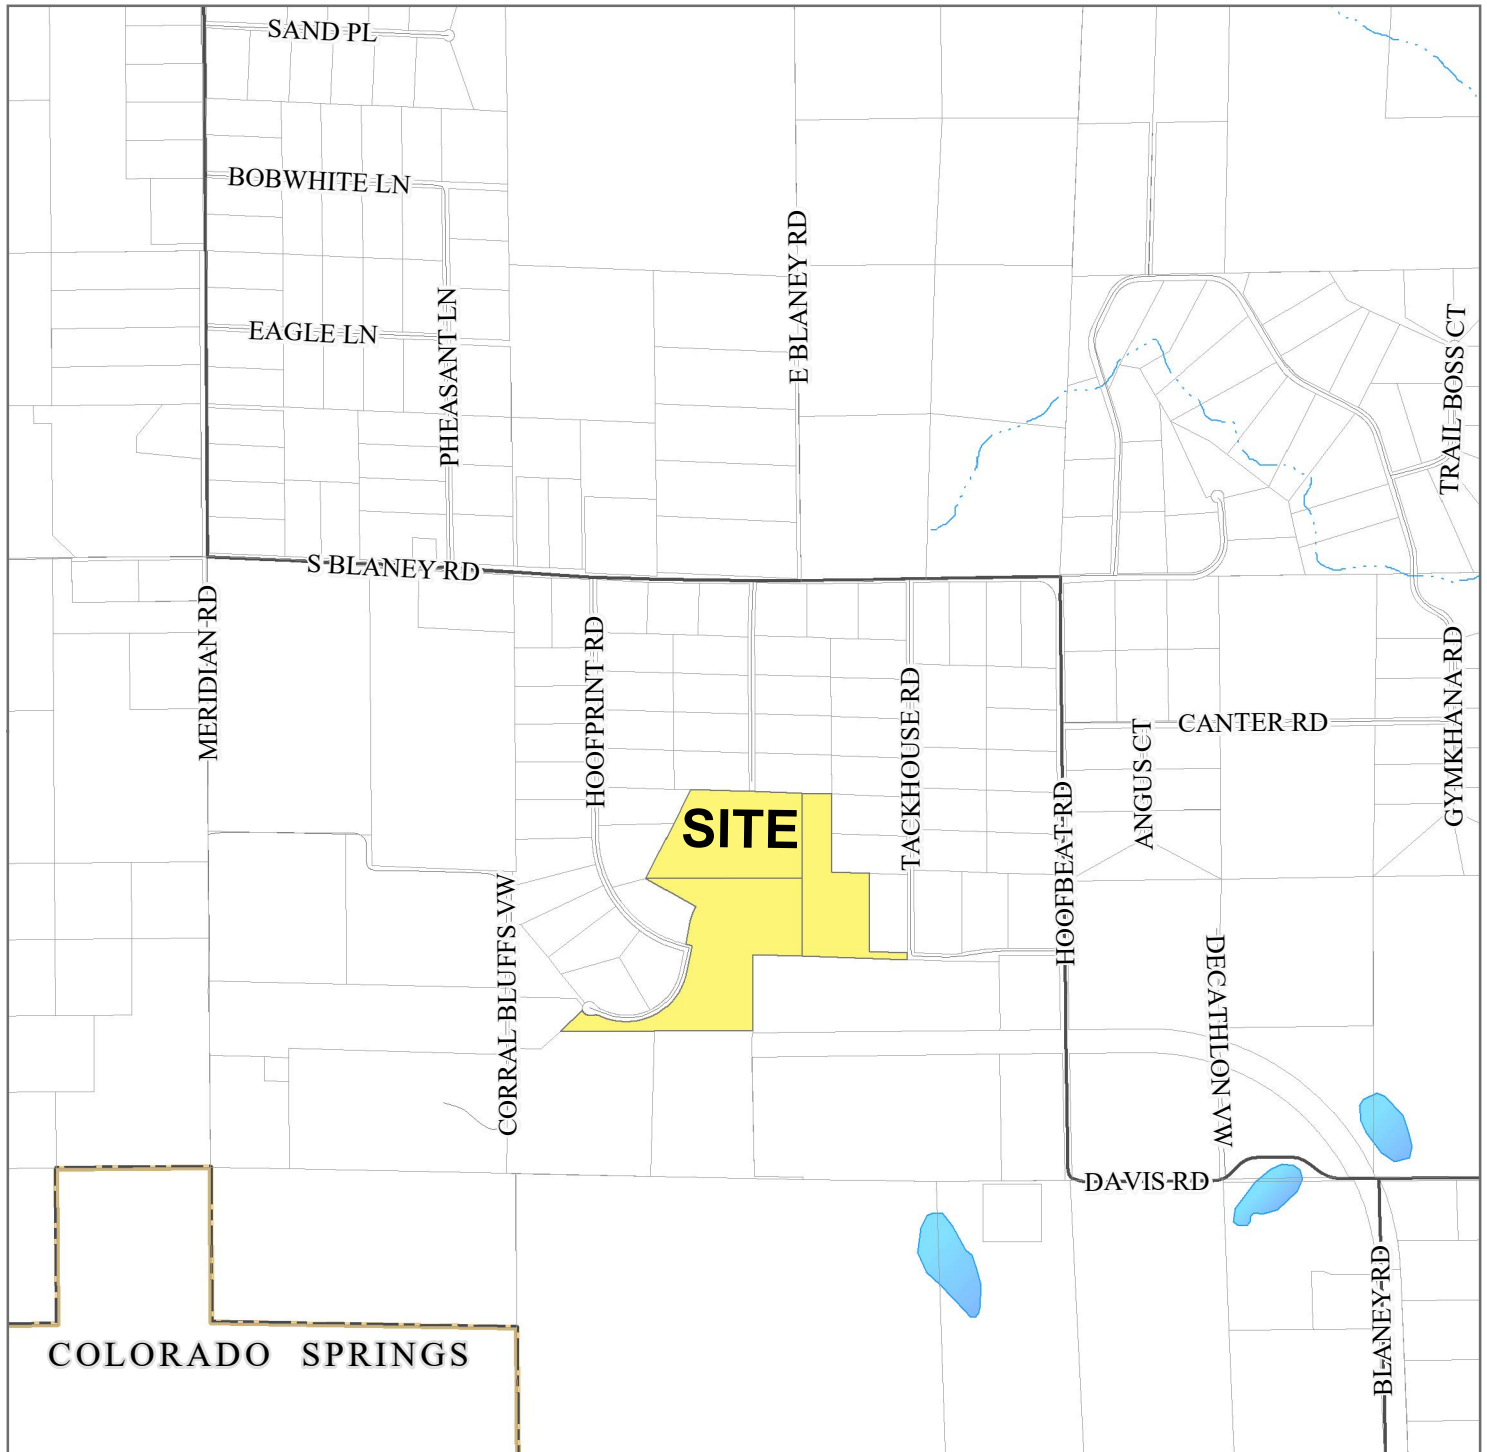 SAND PL
BOBWHITE LN
E BLANEY RD
PHEASANT LN
EAGLE LN
TRAIL BOSS CT
S BLANEY RD
MERIDIAN RD
HOOFPRINT RD
TACKHOUSE RD
CANTER RD
ANGUS CT
GYMKHANA RD
HOOFBEAT RD
SITE
CORRAL BLUFFS VW
DECATHLON VW
DAVIS RD
BLANEY RD
COLORADO SPRINGS